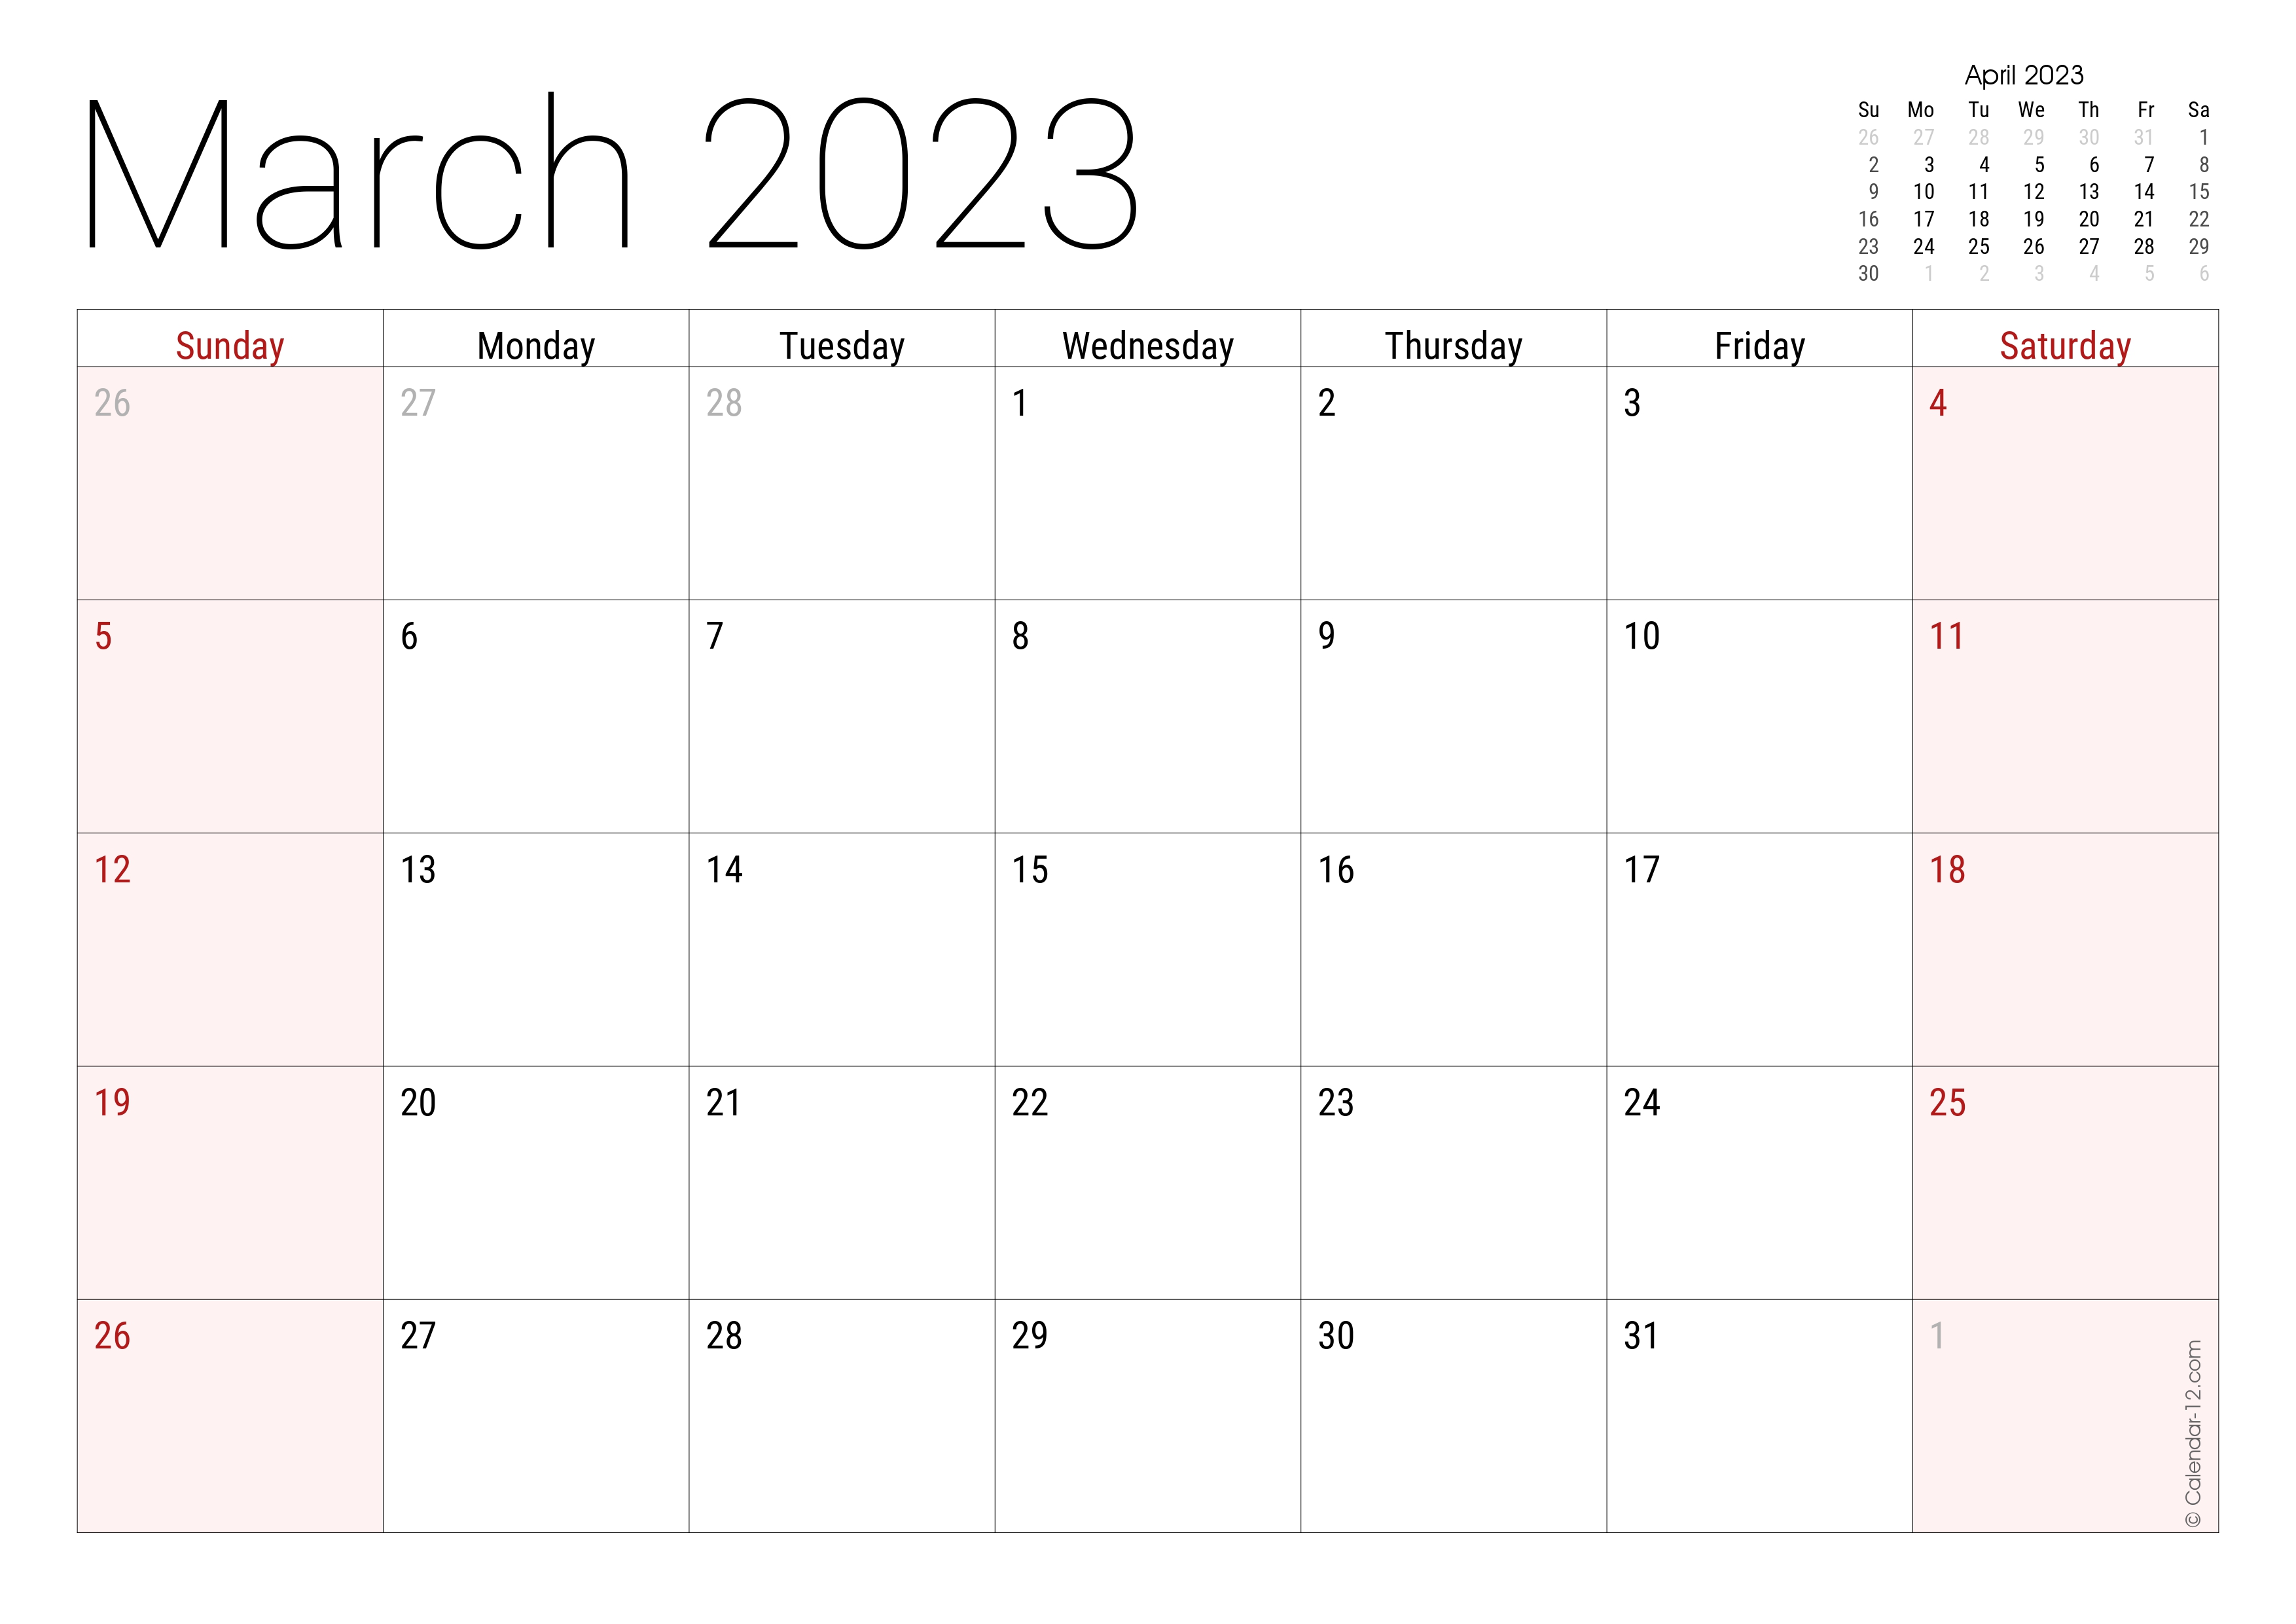 March 2023
April 2023
Su Mo Tu We Th Fr Sa
26 27 28 29 30 31 1
2 3 4 5 6 7 8
9 10 11 12 13 14 15
16 17 18 19 20 21 22
23 24 25 26 27 28 29
30 1 2 3 4 5 6
Sunday Monday Tuesday Wednesday Thursday Friday Saturday
26 27 28 1 2 3 4
5 6 7 8 9 10 11
12 13 14 15 16 17 18
19 20 21 22 23 24 25
26 27 28 29 30 31 1
© Calendar-12.com